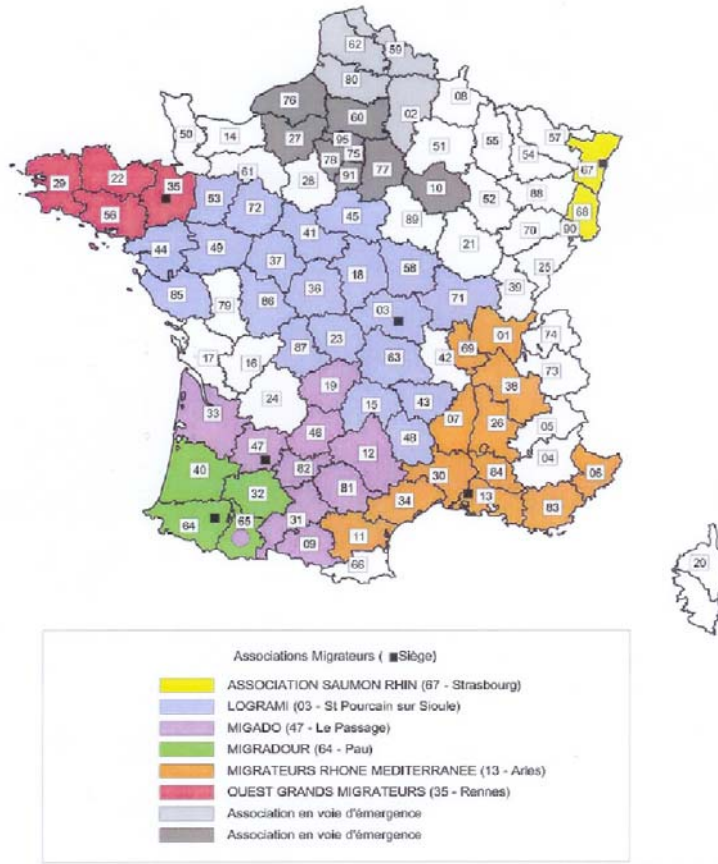 62 59
80
08
76
60 02
50 14 27 95 51 55 57
75 54 67
78
61 91 77
29 22 35 28 10 52 88 68
53 72 45
56 89 70 90
41
44 49 58 21 25
37 18
85 79 86 36 71 39
03
23 01 74
17 87 63 42 69
16 73
19 38
24 15 43
33 07 26 05
46 12 48
47 04
40 82 30 84 06
32 81
34 13 83
64 31
65 11
09 66
20
Associations Migrateurs ( ■Siège)
ASSOCIATION SAUMON RHIN (67 - Strasbourg)
LOGRAMI (03 - St Pourcain sur Sioule)
MIGADO (47 - Le Passage)
MIGRADOUR (64 - Pau)
MIGRATEURS RHONE MEDITERRANEE (13 - Arles)
OUEST GRANDS MIGRATEURS (35 - Rennes)
Association en voie d'émergence
Association en voie d'émergence